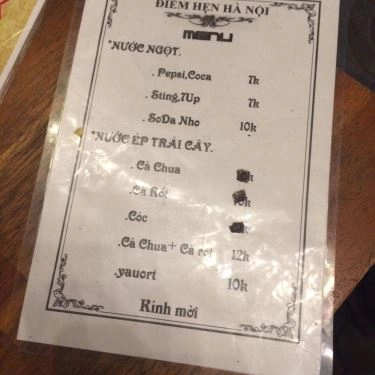 ĐIỂM HẸN HÀ NỘI
MENU
*NƯỚC NGỌT.
. Pepsi,Coca 7k
. Sting,7Up 7k
. SoDa Nho 10k
*NƯỚC ÉP TRÁI CÂY.
. Cà Chua k
. Cà Rốt k
. Cóc k
. Cà Chua + Cà rốt 12k
.yauort 10k
Kính mời